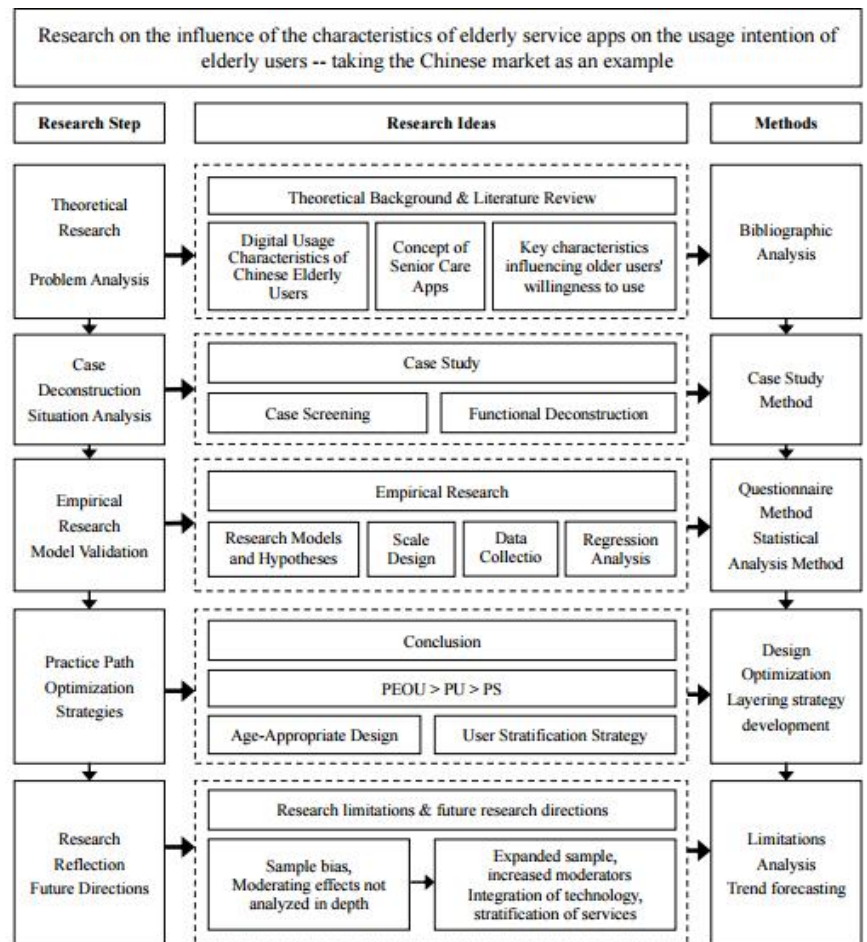 Research on the influence of the characteristics of elderly service apps on the usage intention of
elderly users -- taking the Chinese market as an example
Research Step
Research Ideas
Methods
Theoretical
Research
Problem Analysis
Theoretical Background & Literature Review
Digital Usage
Characteristics of
Chinese Elderly
Users
Concept of
Senior Care
Apps
Key characteristics
influencing older users'
willingness to use
Bibliographic
Analysis
Case
Deconstruction
Situation Analysis
Case Study
Case Screening
Functional Deconstruction
Case Study
Method
Empirical
Research
Model Validation
Empirical Research
Research Models
and Hypotheses
Scale
Design
Data
Collectio
Regression
Analysis
Questionnaire
Method
Statistical
Analysis Method
Practice Path
Optimization
Strategies
Conclusion
PEOU > PU > PS
Age-Appropriate Design
User Stratification Strategy
Design
Optimization
Layering strategy
development
Research
Reflection
Future Directions
Research limitations & future research directions
Sample bias,
Moderating effects not
analyzed in depth
Expanded sample,
increased moderators
Integration of technology,
stratification of services
Limitations
Analysis
Trend forecasting